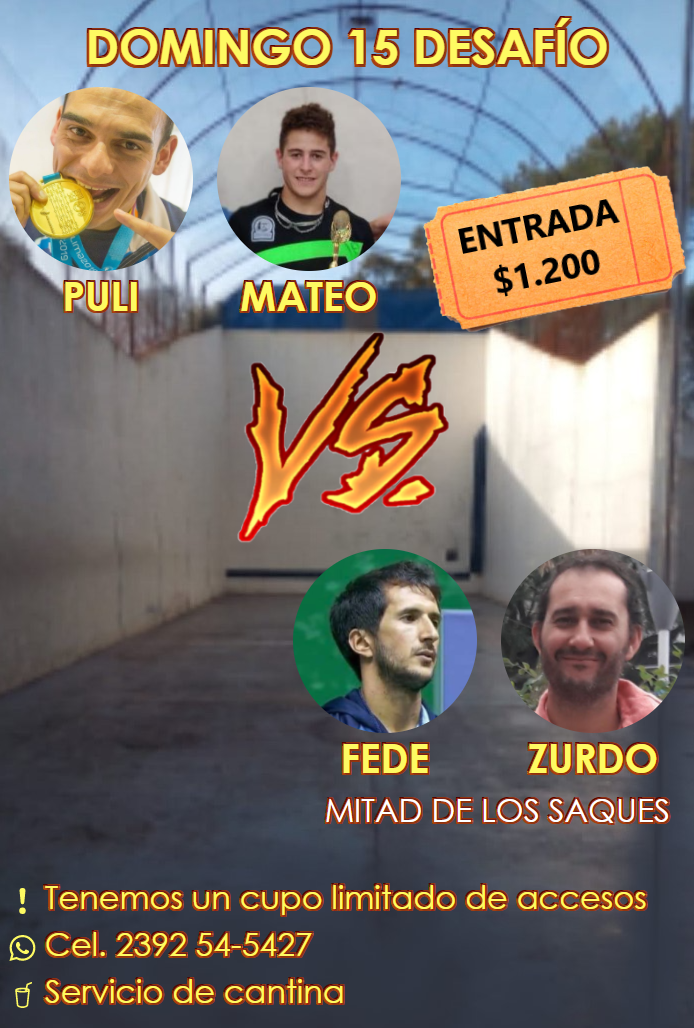 DOMINGO 15 DESAFÍO
ENTRADA
$1.200
PULI
MATEO
VS.
FEDE
ZURDO
MITAD DE LOS SAQUES
! Tenemos un cupo limitado de accesos
Cel. 2392 54-5427
Servicio de cantina